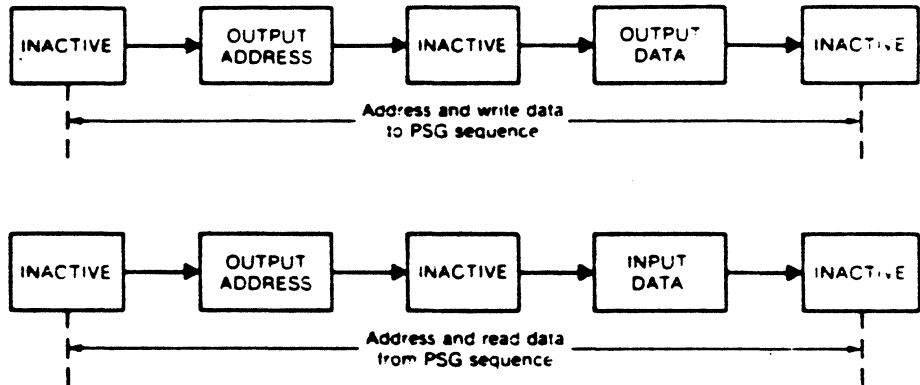 INACTIVE
OUTPUT
ADDRESS
INACTIVE
OUTPUT
DATA
INACTIVE
Address and write data
to PSG sequence
INACTIVE
OUTPUT
ADDRESS
INACTIVE
INPUT
DATA
INACTIVE
Address and read data
from PSG sequence